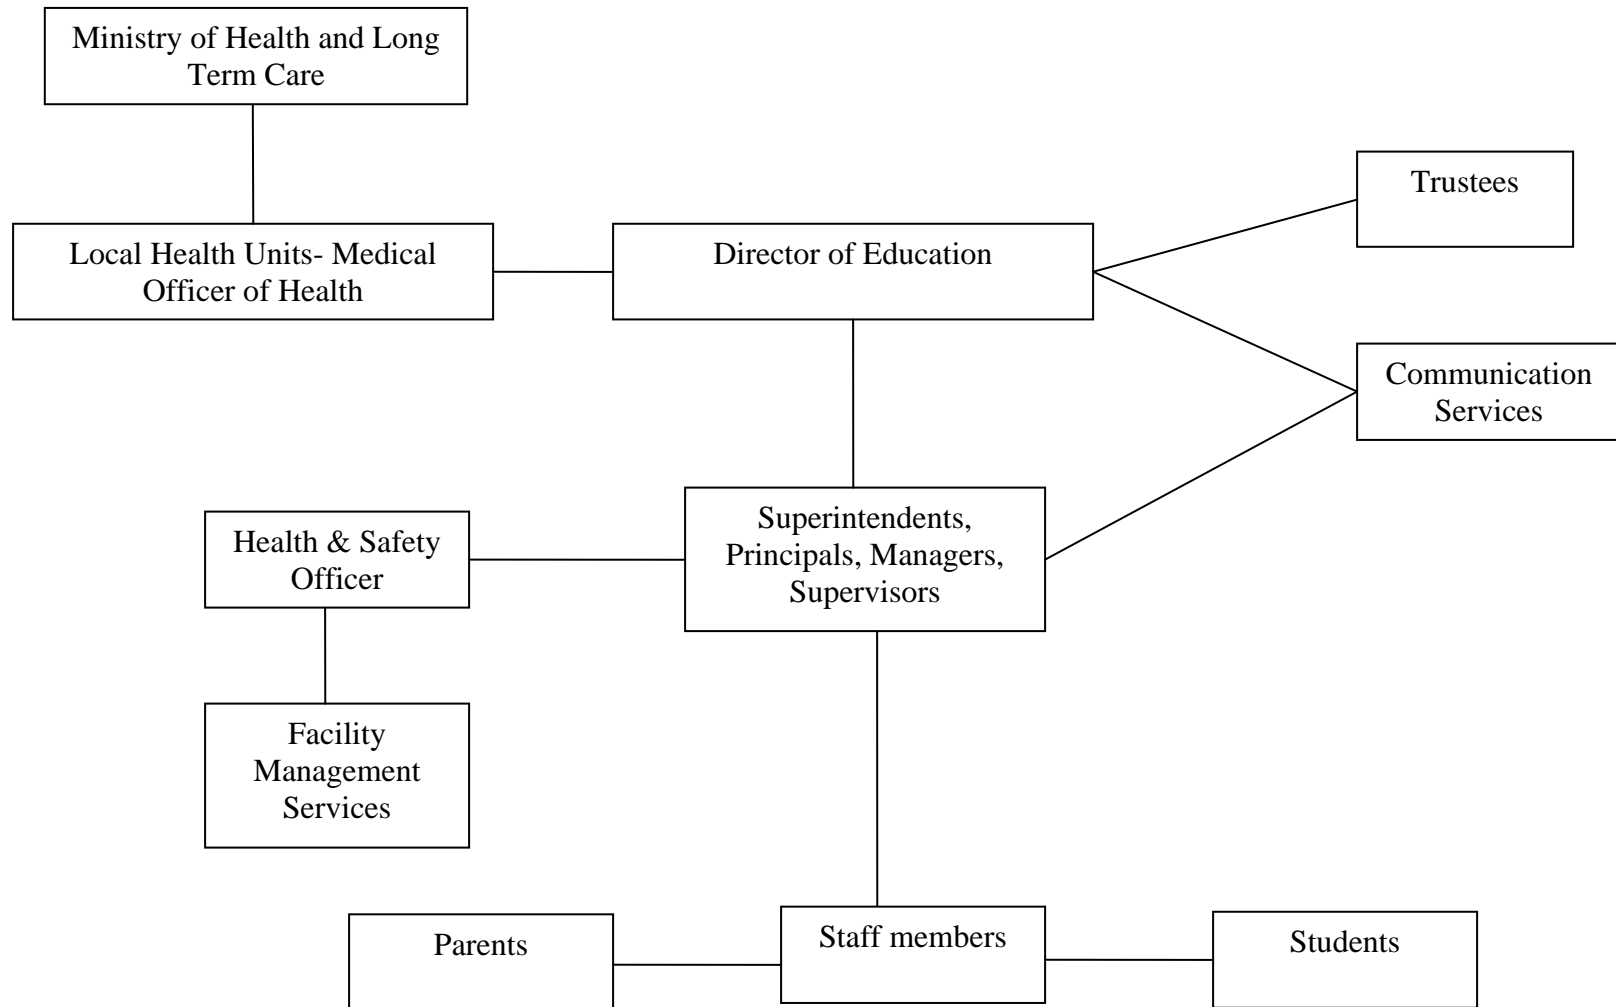 Ministry of Health and Long
Term Care
Trustees
Local Health Units- Medical
Officer of Health
Director of Education
Communication
Services
Superintendents,
Principals, Managers,
Supervisors
Health & Safety
Officer
Facility
Management
Services
Parents
Staff members
Students